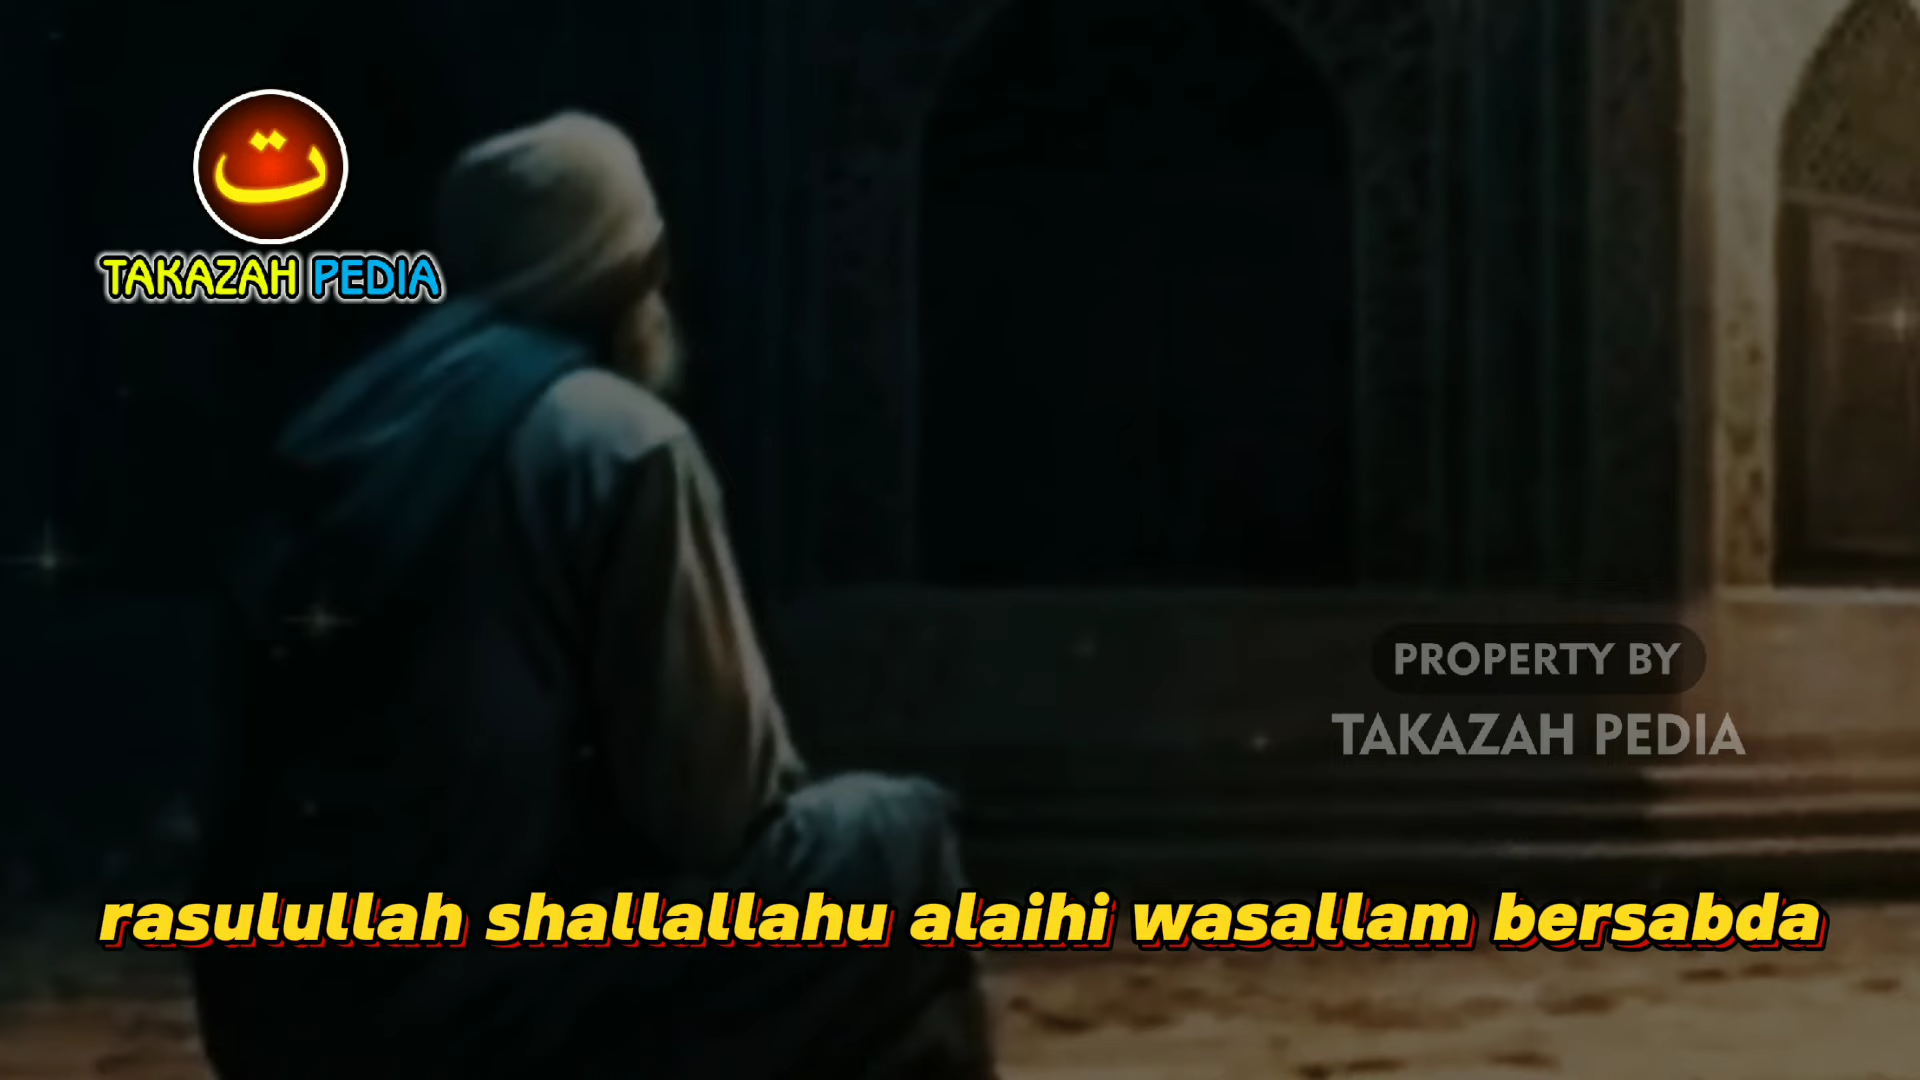 ت
TAKAZAH PEDIA
PROPERTY BY
TAKAZAH PEDIA
rasulullah shallallahu alaihi wasallam bersabda